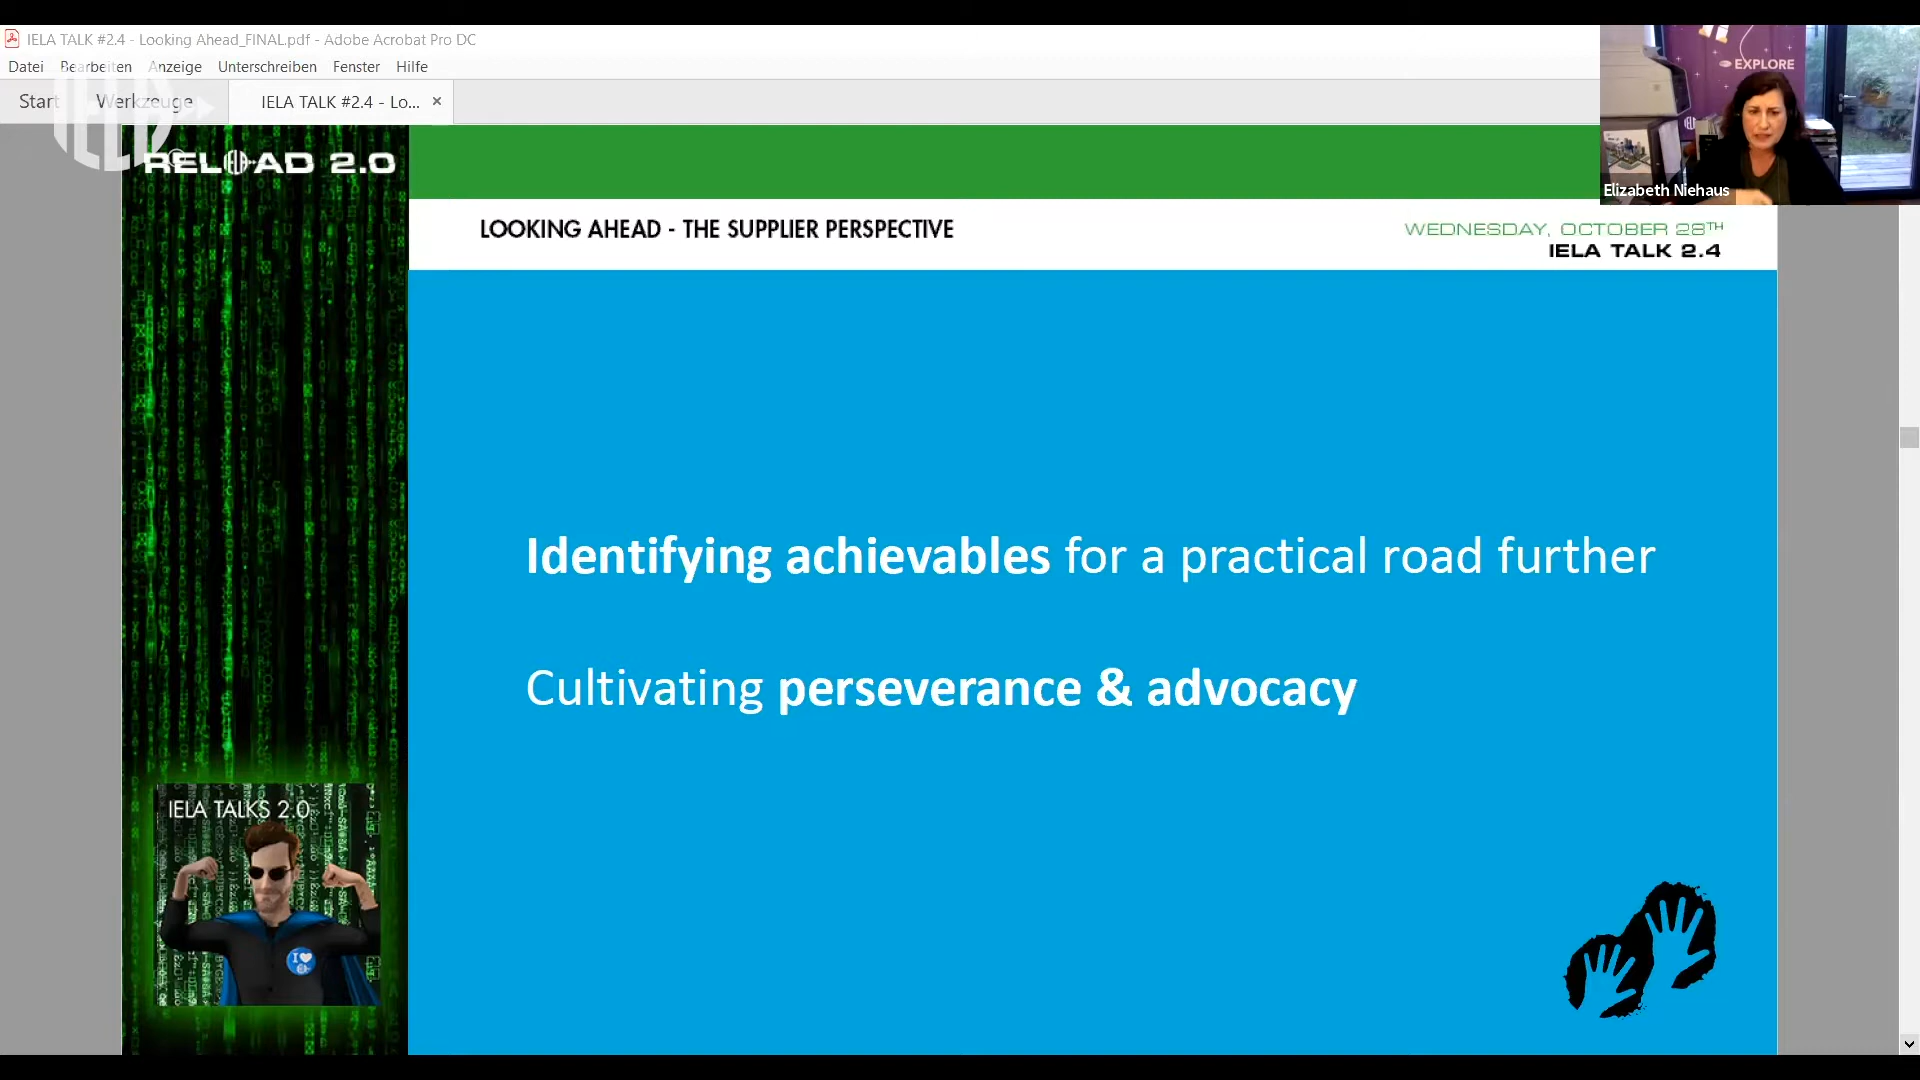 IELA TALK #2.4 - Looking Ahead_FINAL.pdf - Adobe Acrobat Pro DC
Datei Bearbeiten Anzeige Unterschreiben Fenster Hilfe
Start Werkzeuge IELA TALK #2.4 - Lo... ×
IELA
EXPLORE
Elizabeth Niehaus
RELOAD 2.0
LOOKING AHEAD - THE SUPPLIER PERSPECTIVE
WEDNESDAY, OCTOBER 28TH
IELA TALK 2.4
Identifying achievables for a practical road further
Cultivating perseverance & advocacy
IELA TALKS 2.0
I